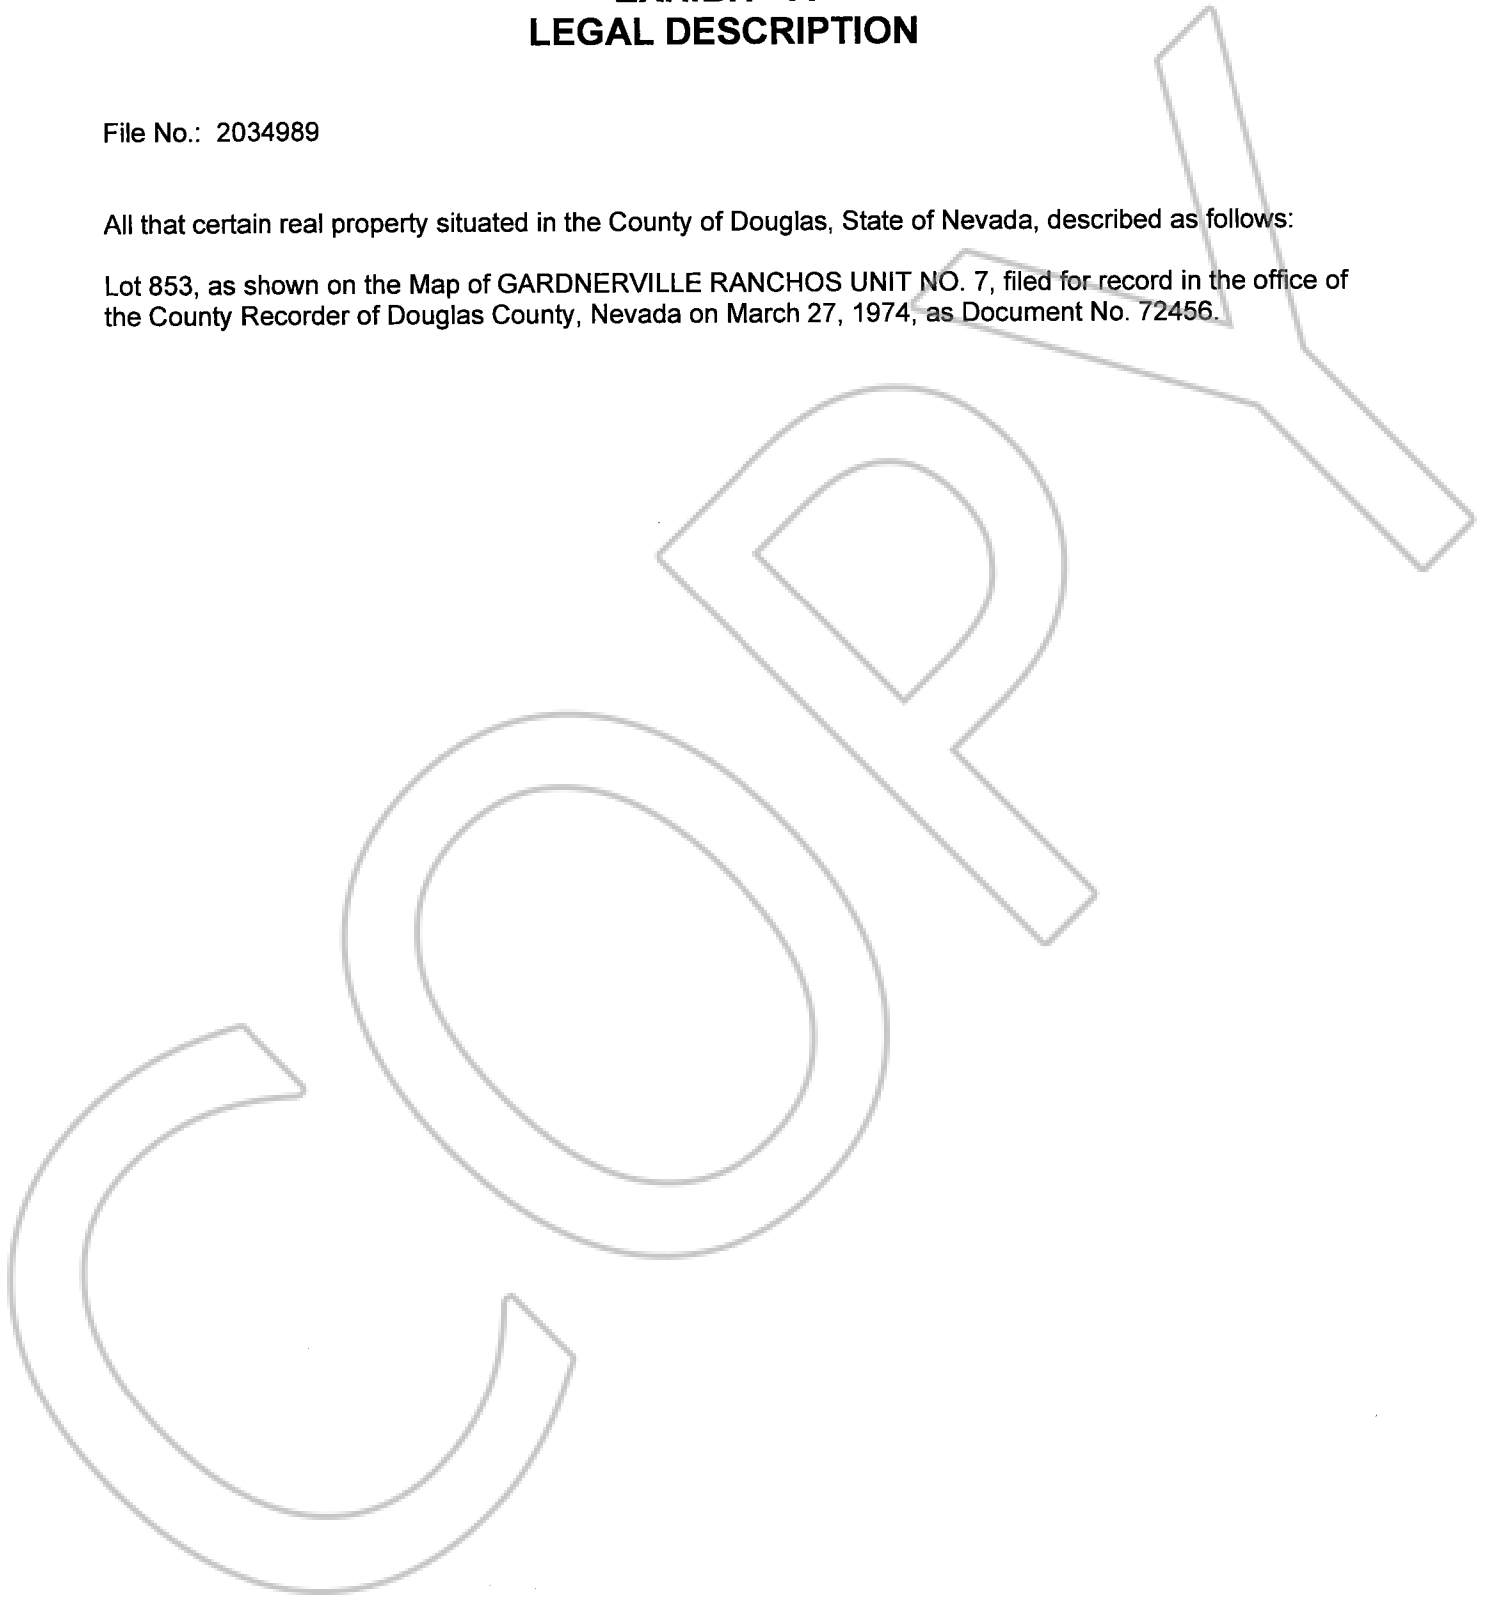 LEGAL DESCRIPTION
File No.: 2034989
All that certain real property situated in the County of Douglas, State of Nevada, described as follows:
Lot 853, as shown on the Map of GARDNERVILLE RANCHOS UNIT NO. 7, filed for record in the office of
the County Recorder of Douglas County, Nevada on March 27, 1974, as Document No. 72456.
COPY